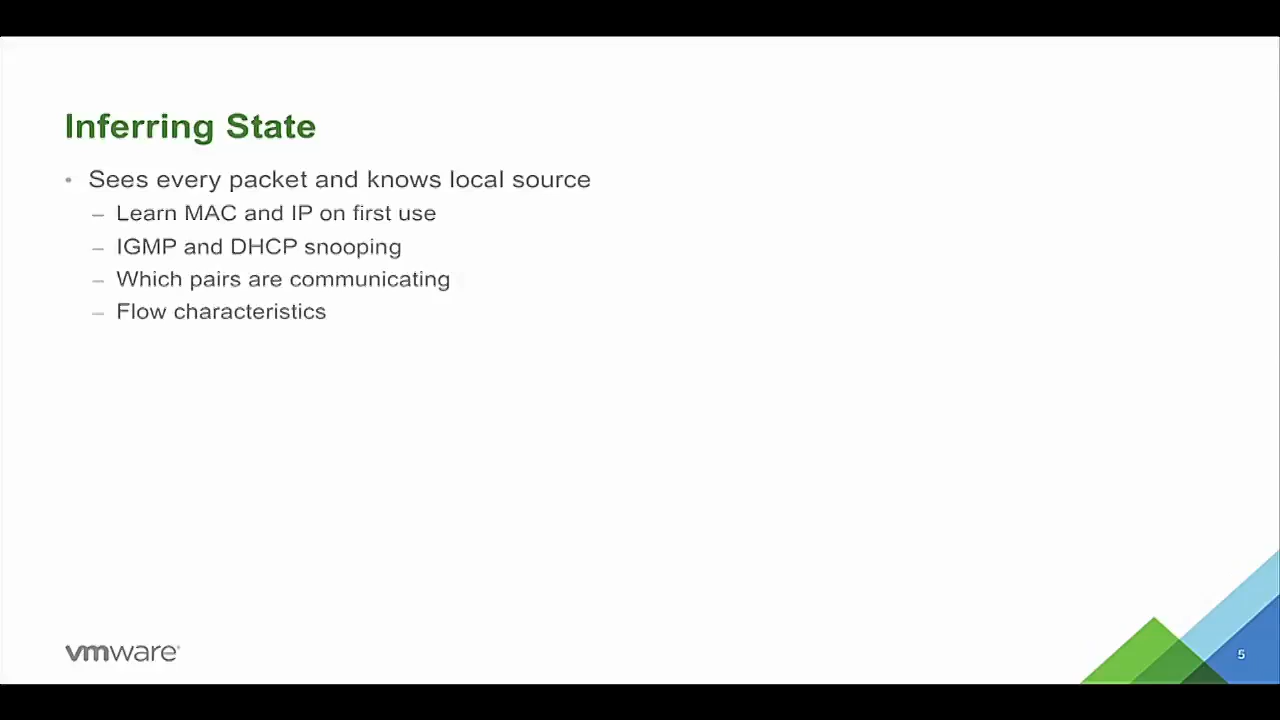 Inferring State
• Sees every packet and knows local source
– Learn MAC and IP on first use
– IGMP and DHCP snooping
– Which pairs are communicating
– Flow characteristics
vmware
5